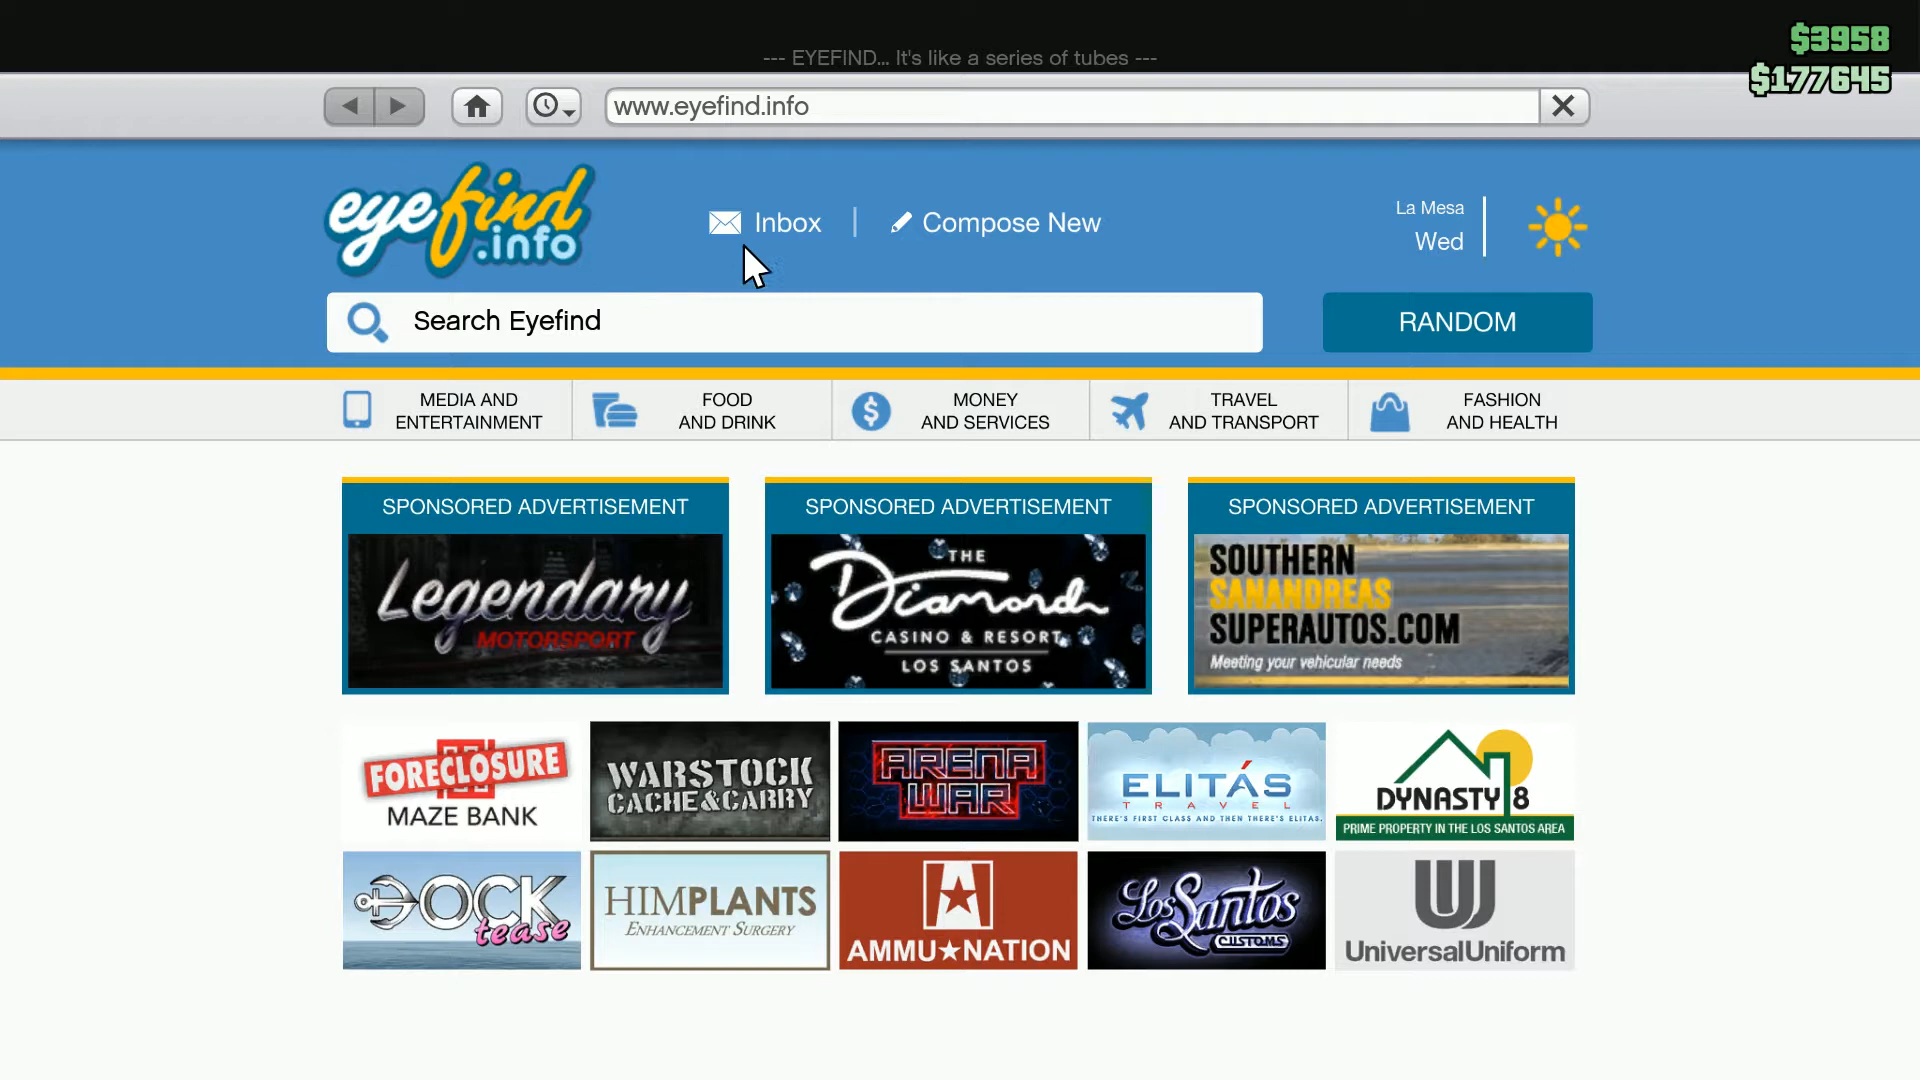 $3958
--- EYEFIND... It's like a series of tubes ---
$177645
www.eyefind.info
eyefind
.info
Inbox
Compose New
La Mesa
Wed
Search Eyefind
RANDOM
MEDIA AND
ENTERTAINMENT
FOOD
AND DRINK
MONEY
AND SERVICES
TRAVEL
AND TRANSPORT
FASHION
AND HEALTH
SPONSORED ADVERTISEMENT
Legendary
MOTORSPORT
SPONSORED ADVERTISEMENT
THE
Diamond
CASINO & RESORT
LOS SANTOS
SPONSORED ADVERTISEMENT
SOUTHERN
SANANDREAS
SUPERAUTOS.COM
Meeting your vehicular needs
FORECLOSURE
MAZE BANK
WARSTOCK
CACHE&CARRY
ARENA
WAR
ELITÁS
TRAVEL
THERE'S FIRST CLASS AND THEN THERE'S ELITAS.
DYNASTY 8
PRIME PROPERTY IN THE LOS SANTOS AREA
DOCK
tease
HIMPLANTS
ENHANCEMENT SURGERY
AMMU★NATION
Los Santos
CUSTOMS
UniversalUniform